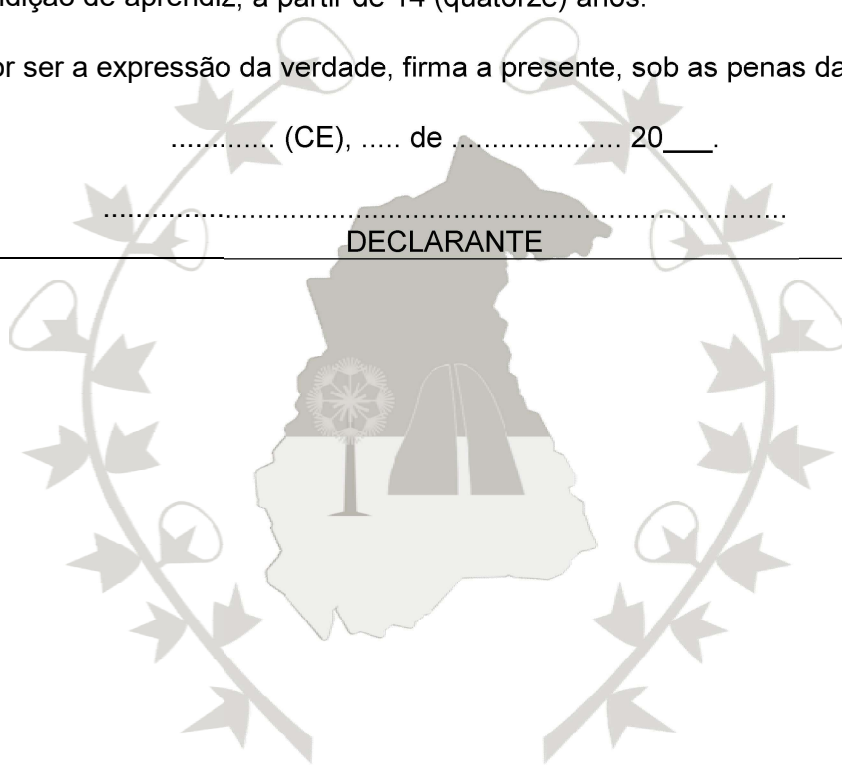 dição de aprendiz, a partir de 14 (quatorze) anos.
or ser a expressão da verdade, firma a presente, sob as penas da
............. (CE), ..... de ..................... 20___.
.....................................................................................
DECLARANTE